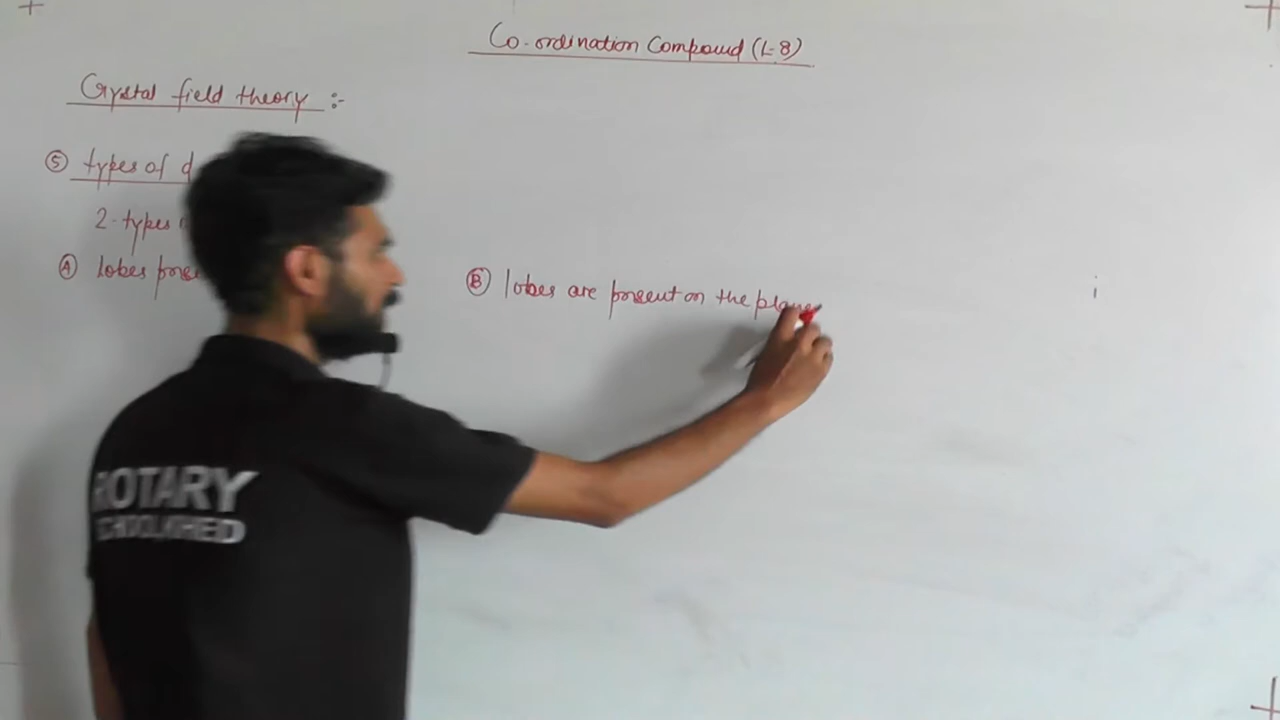 Co-ordination Compound (L-8)
Crystal field theory :-
⑤ types of d
2-types
Ⓐ lobes
Ⓑ lobes are present on the plane
ROTARY